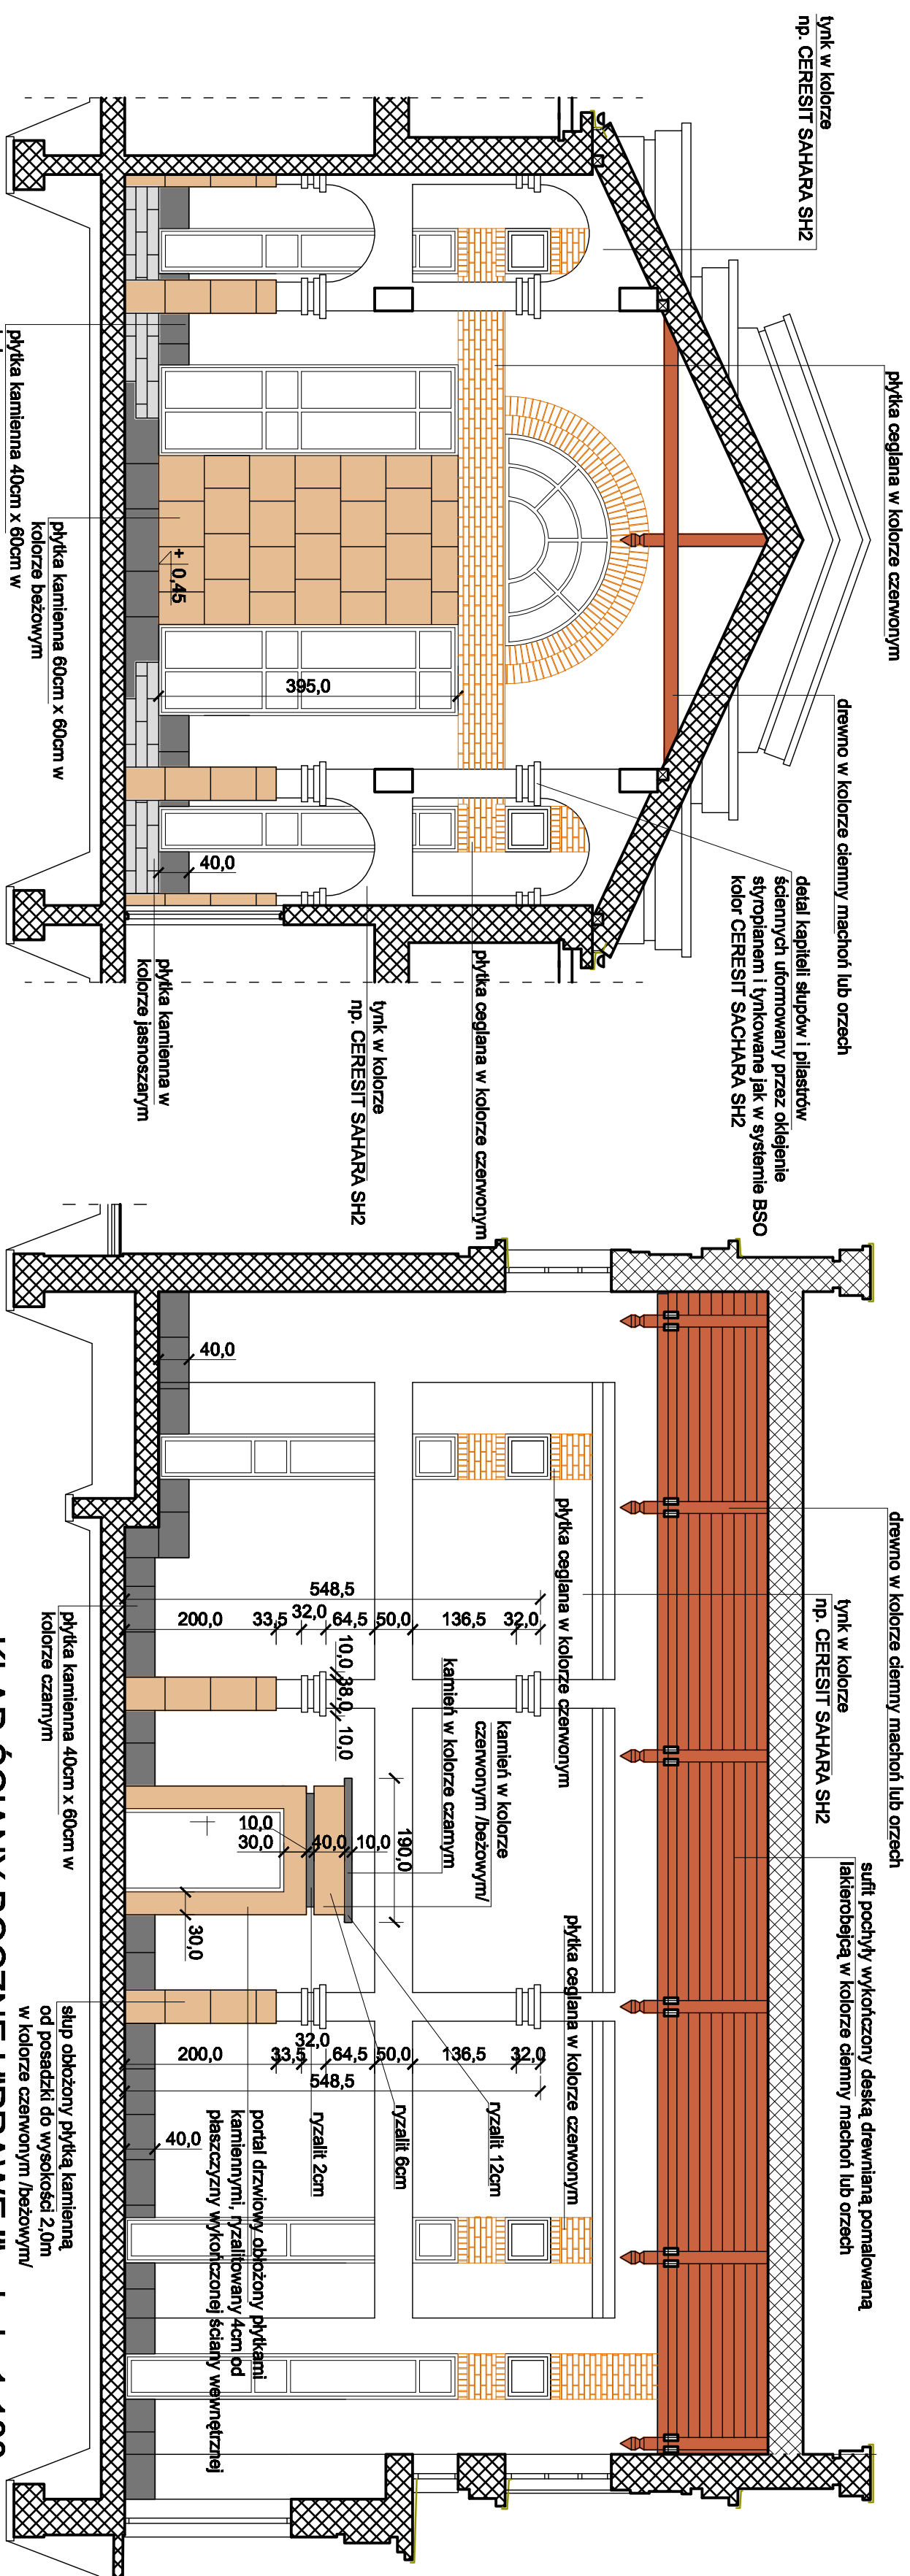 tynk w kolorze
np. CERESIT SAHARA SH2
płytka ceglana w kolorze czerwonym
drewno w kolorze ciemny machoń lub orzech
detal kapiteli słupów i pilastrów
ściennych uformowany przez oklejenie
styropianem i tynkowane jak w systemie BSO
kolor CERESIT SACHARA SH2
płytka ceglana w kolorze czerwonym
tynk w kolorze
np. CERESIT SAHARA SH2
płytka kamienna w
kolorze jasnoszarym
40,0
395,0
+ 0,45
płytka kamienna 60cm x 60cm w
kolorze beżowym
płytka kamienna 40cm x 60cm w
drewno w kolorze ciemny machoń lub orzech
sufit pochyły wykończony deską drewnianą pomalowaną
lakierobejcą w kolorze ciemny machoń lub orzech
tynk w kolorze
np. CERESIT SAHARA SH2
płytka ceglana w kolorze czerwonym
kamień w kolorze
czerwonym /beżowym/
kamień w kolorze czarnym
płytka ceglana w kolorze czerwonym
ryzalit 12cm
ryzalit 6cm
ryzalit 2cm
portal drzwiowy obłożony płytkami
kamiennymi, ryzalitowany 4cm od
płaszczyzny wykończonej ściany wewnętrznej
40,0
548,5
200,0
33,5
32,0
64,5
50,0
136,5
32,0
10,0
38,0
10,0
190,0
10,0
40,0
10,0
30,0
30,0
200,0
33,5
32,0
64,5
50,0
136,5
32,0
548,5
40,0
płytka kamienna 40cm x 60cm w
kolorze czarnym
słup obłożony płytką kamienną
od posadzki do wysokości 2,0m
w kolorze czerwonym /beżowym/